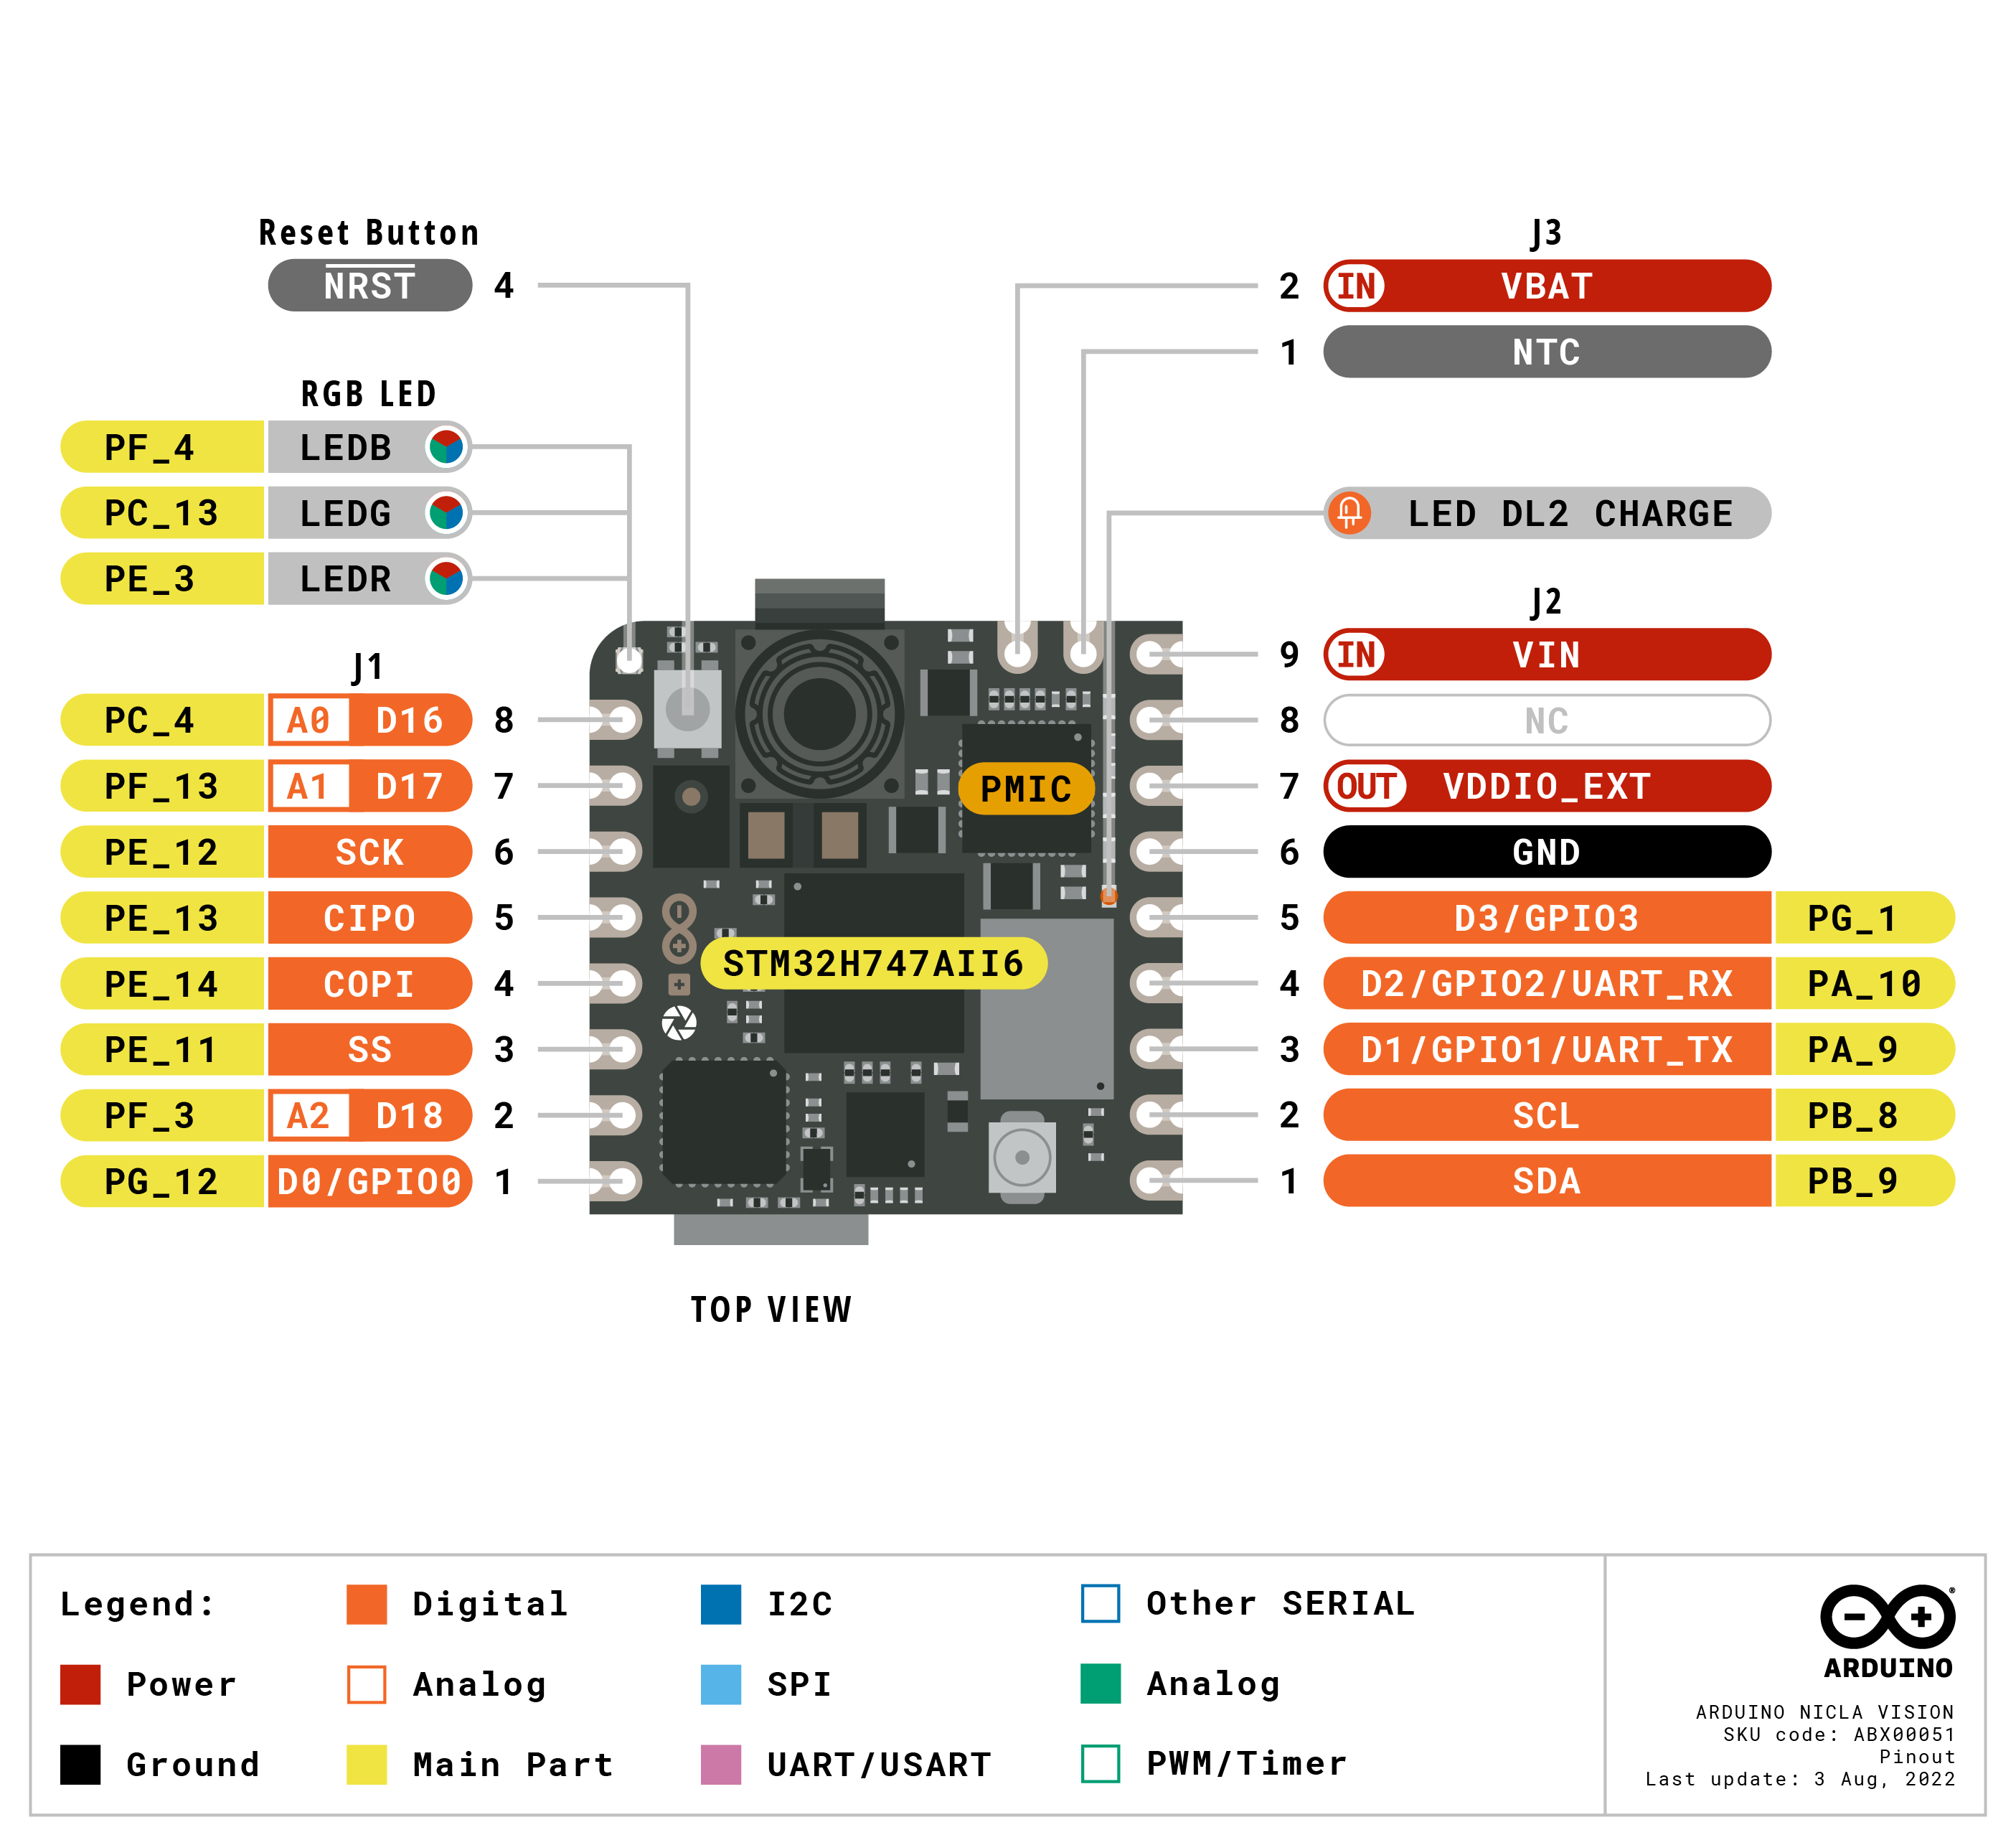 Reset Button
NRST 4
RGB LED
PF_4 LEDB
PC_13 LEDG
PE_3 LEDR
J1
PC_4 A0 D16 8
PF_13 A1 D17 7
PE_12 SCK 6
PE_13 CIPO 5
PE_14 COPI 4
PE_11 SS 3
PF_3 A2 D18 2
PG_12 D0/GPIO0 1
PMIC
STM32H747AII6
J3
2 IN VBAT
1 NTC
LED DL2 CHARGE
J2
9 IN VIN
8 NC
7 OUT VDDIO_EXT
6 GND
5 D3/GPIO3 PG_1
4 D2/GPIO2/UART_RX PA_10
3 D1/GPIO1/UART_TX PA_9
2 SCL PB_8
1 SDA PB_9
TOP VIEW
Legend:
Power
Ground
Digital
Analog
Main Part
I2C
SPI
UART/USART
Other SERIAL
Analog
PWM/Timer
®
ARDUINO
ARDUINO NICLA VISION
SKU code: ABX00051
Pinout
Last update: 3 Aug, 2022